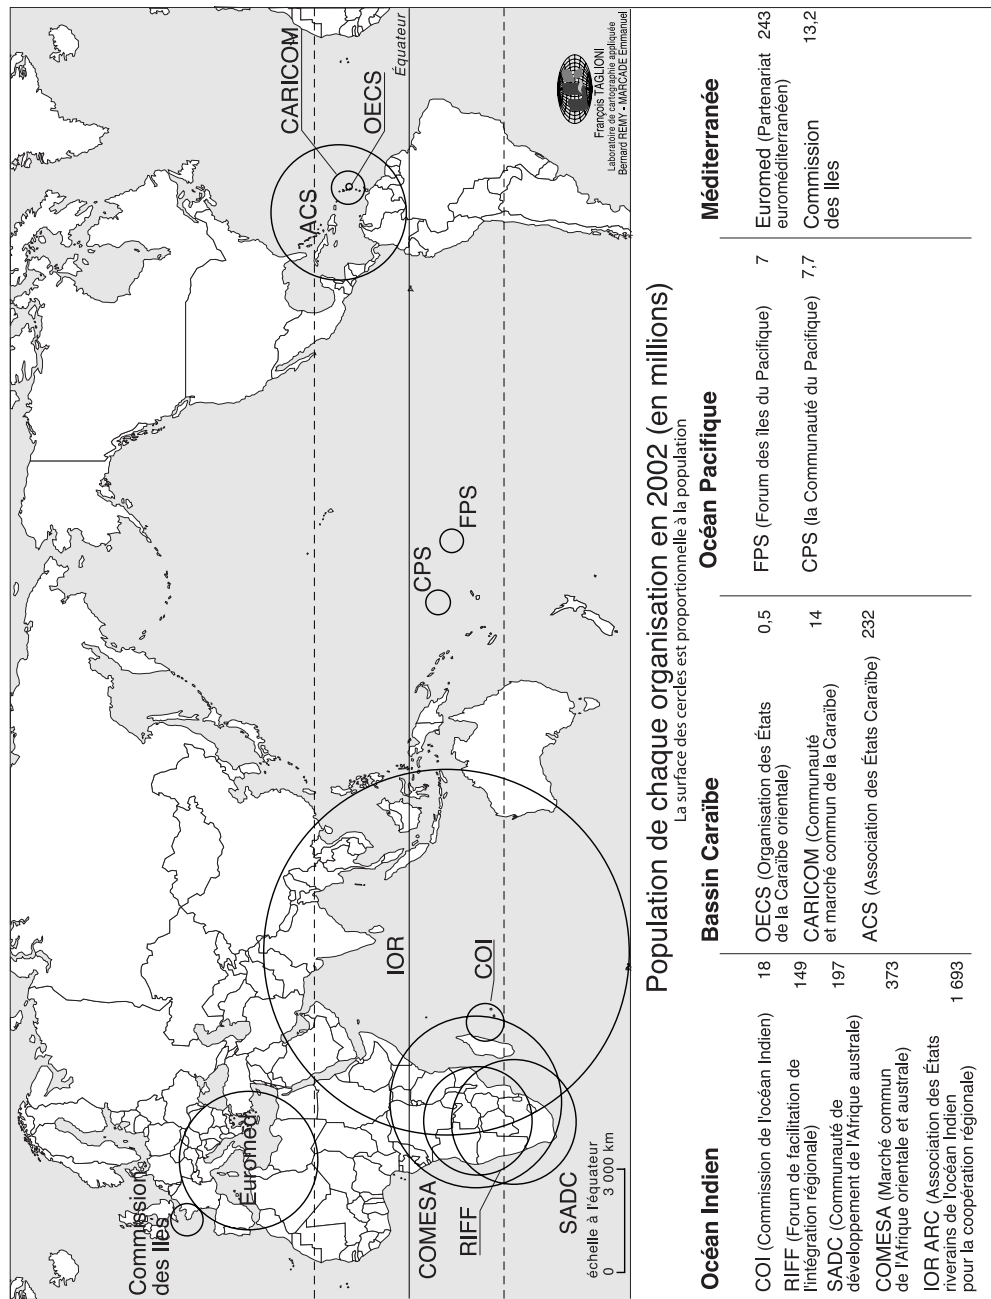 Commissions
des Iles
Euromed
COMESA
RIFF
SADC
échelle à l'équateur
0 3 000 km
IOR
COI
CPS
FPS
ACS
CARICOM
OECS
Équateur
François TAGLIONI
Laboratoire de cartographie appliquée
Bernard REMY - MARCADE Emmanuel
Population de chaque organisation en 2002 (en millions)
La surface des cercles est proportionnelle à la population
Océan Indien
COI (Commission de l'océan Indien) 18
RIFF (Forum de facilitation de 149
l'intégration régionale)
SADC (Communauté de 197
développement de l'Afrique australe)
COMESA (Marché commun 373
de l'Afrique orientale et australe)
IOR ARC (Association des États
riverains de l'océan Indien 1 693
pour la coopération régionale)
Bassin Caraïbe
OECS (Organisation des États 0,5
de la Caraïbe orientale)
CARICOM (Communauté 14
et marché commun de la Caraïbe)
ACS (Association des États Caraïbe) 232
Océan Pacifique
FPS (Forum des îles du Pacifique) 7
CPS (la Communauté du Pacifique) 7,7
Méditerranée
Euromed (Partenariat 243
euroméditerranéen)
Commission 13,2
des Iles